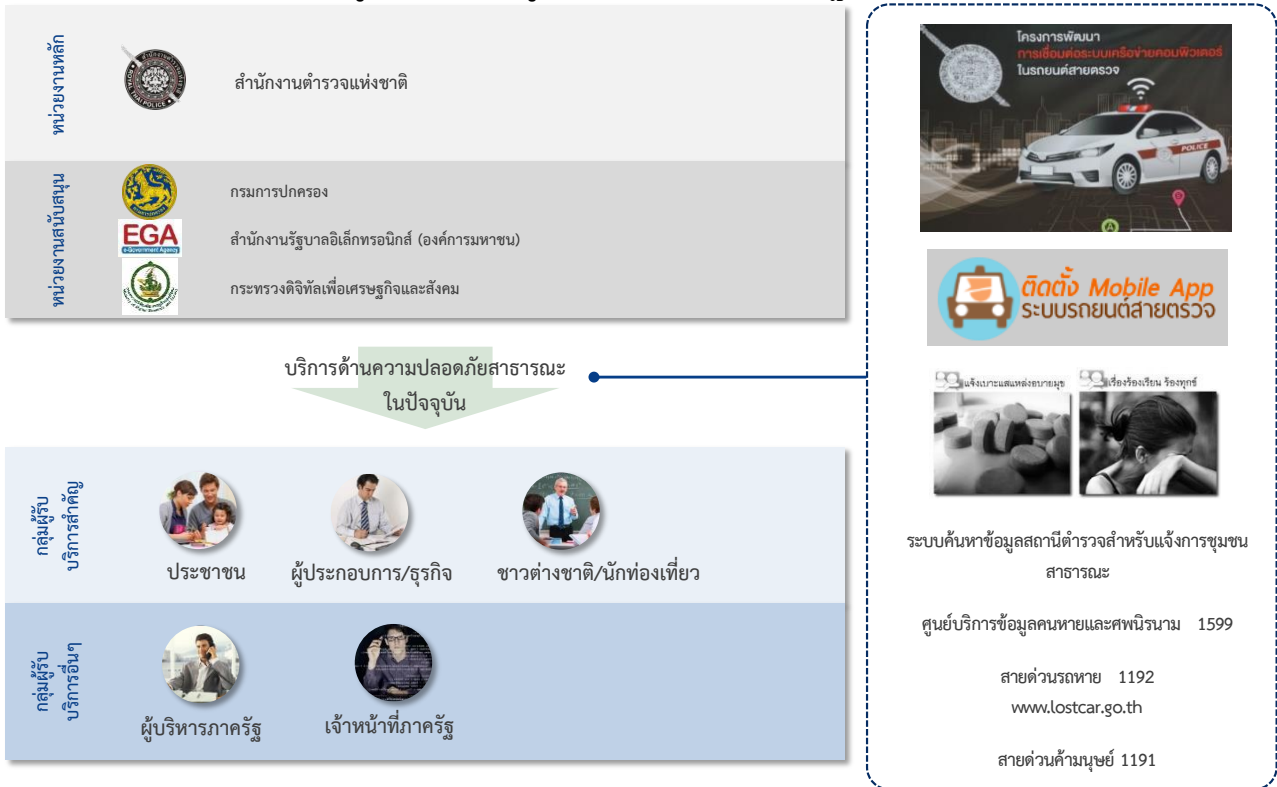 หน่วยงานหลัก
ROYAL THAI POLICE
สำนักงานตำรวจแห่งชาติ
หน่วยงานสนับสนุน
กรมการปกครอง
EGA
e-Government Agency
สำนักงานรัฐบาลอิเล็กทรอนิกส์ (องค์การมหาชน)
กระทรวงดิจิทัลเพื่อเศรษฐกิจและสังคม
บริการด้านความปลอดภัยสาธารณะ
ในปัจจุบัน
กลุ่มผู้รับ
บริการสำคัญ
ประชาชน
ผู้ประกอบการ/ธุรกิจ
ชาวต่างชาติ/นักท่องเที่ยว
กลุ่มผู้รับ
บริการอื่นๆ
ผู้บริหารภาครัฐ
เจ้าหน้าที่ภาครัฐ
โครงการพัฒนา
การเชื่อมต่อระบบเครือข่ายคอมพิวเตอร์
ในรถยนต์สายตรวจ
POLICE
A
ติดตั้ง Mobile App
ระบบรถยนต์สายตรวจ
แจ้งเบาะแสแหล่งอบายมุข
เรื่องร้องเรียน ร้องทุกข์
ระบบค้นหาข้อมูลสถานีตำรวจสำหรับแจ้งการชุมชน
สาธารณะ
ศูนย์บริการข้อมูลคนหายและศพนิรนาม 1599
สายด่วนรถหาย 1192
www.lostcar.go.th
สายด่วนค้ามนุษย์ 1191